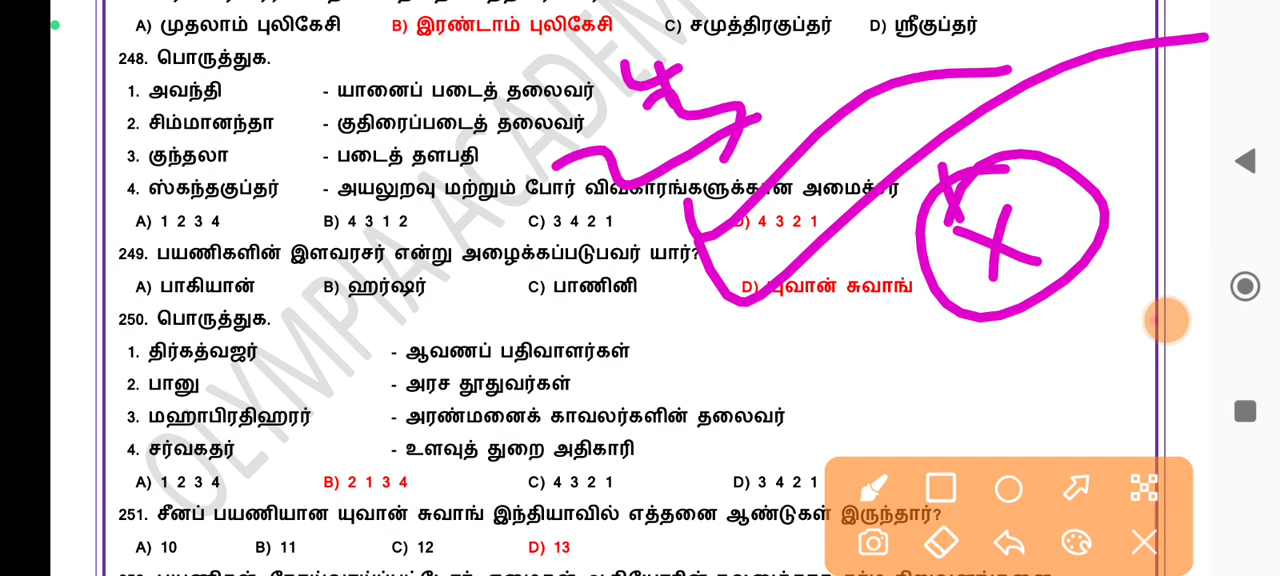 A) முதலாம் புலிகேசி B) இரண்டாம் புலிகேசி C) சமுத்திரகுப்தர் D) ஸ்ரீகுப்தர்
248. பொருத்துக.
1. அவந்தி - யானைப் படைத் தலைவர்
2. சிம்மானந்தா - குதிரைப்படைத் தலைவர்
3. குந்தலா - படைத் தளபதி
4. ஸ்கந்தகுப்தர் - அயலுறவு மற்றும் போர் விவகாரங்களுக்கான அமைச்சர்
A) 1 2 3 4 B) 4 3 1 2 C) 3 4 2 1 D) 4 3 2 1
249. பயணிகளின் இளவரசர் என்று அழைக்கப்படுபவர் யார்?
A) பாகியான் B) ஹர்ஷர் C) பாணினி D) யுவான் சுவாங்
250. பொருத்துக.
1. திர்கத்வஜர் - ஆவணப் பதிவாளர்கள்
2. பானு - அரச தூதுவர்கள்
3. மஹாபிரதிஹரர் - அரண்மனைக் காவலர்களின் தலைவர்
4. சர்வகதர் - உளவுத் துறை அதிகாரி
A) 1 2 3 4 B) 2 1 3 4 C) 4 3 2 1 D) 3 4 2 1
251. சீனப் பயணியான யுவான் சுவாங் இந்தியாவில் எத்தனை ஆண்டுகள் இருந்தார்?
A) 10 B) 11 C) 12 D) 13
OLYMPIA ACADEM